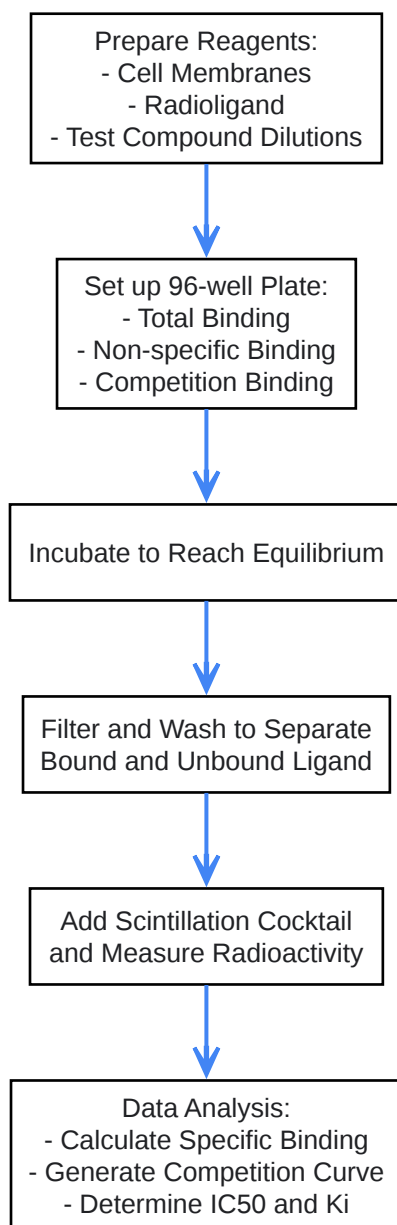 Prepare Reagents:
- Cell Membranes
- Radioligand
- Test Compound Dilutions
Set up 96-well Plate:
- Total Binding
- Non-specific Binding
- Competition Binding
Incubate to Reach Equilibrium
Filter and Wash to Separate
Bound and Unbound Ligand
Add Scintillation Cocktail
and Measure Radioactivity
Data Analysis:
- Calculate Specific Binding
- Generate Competition Curve
- Determine IC50 and Ki